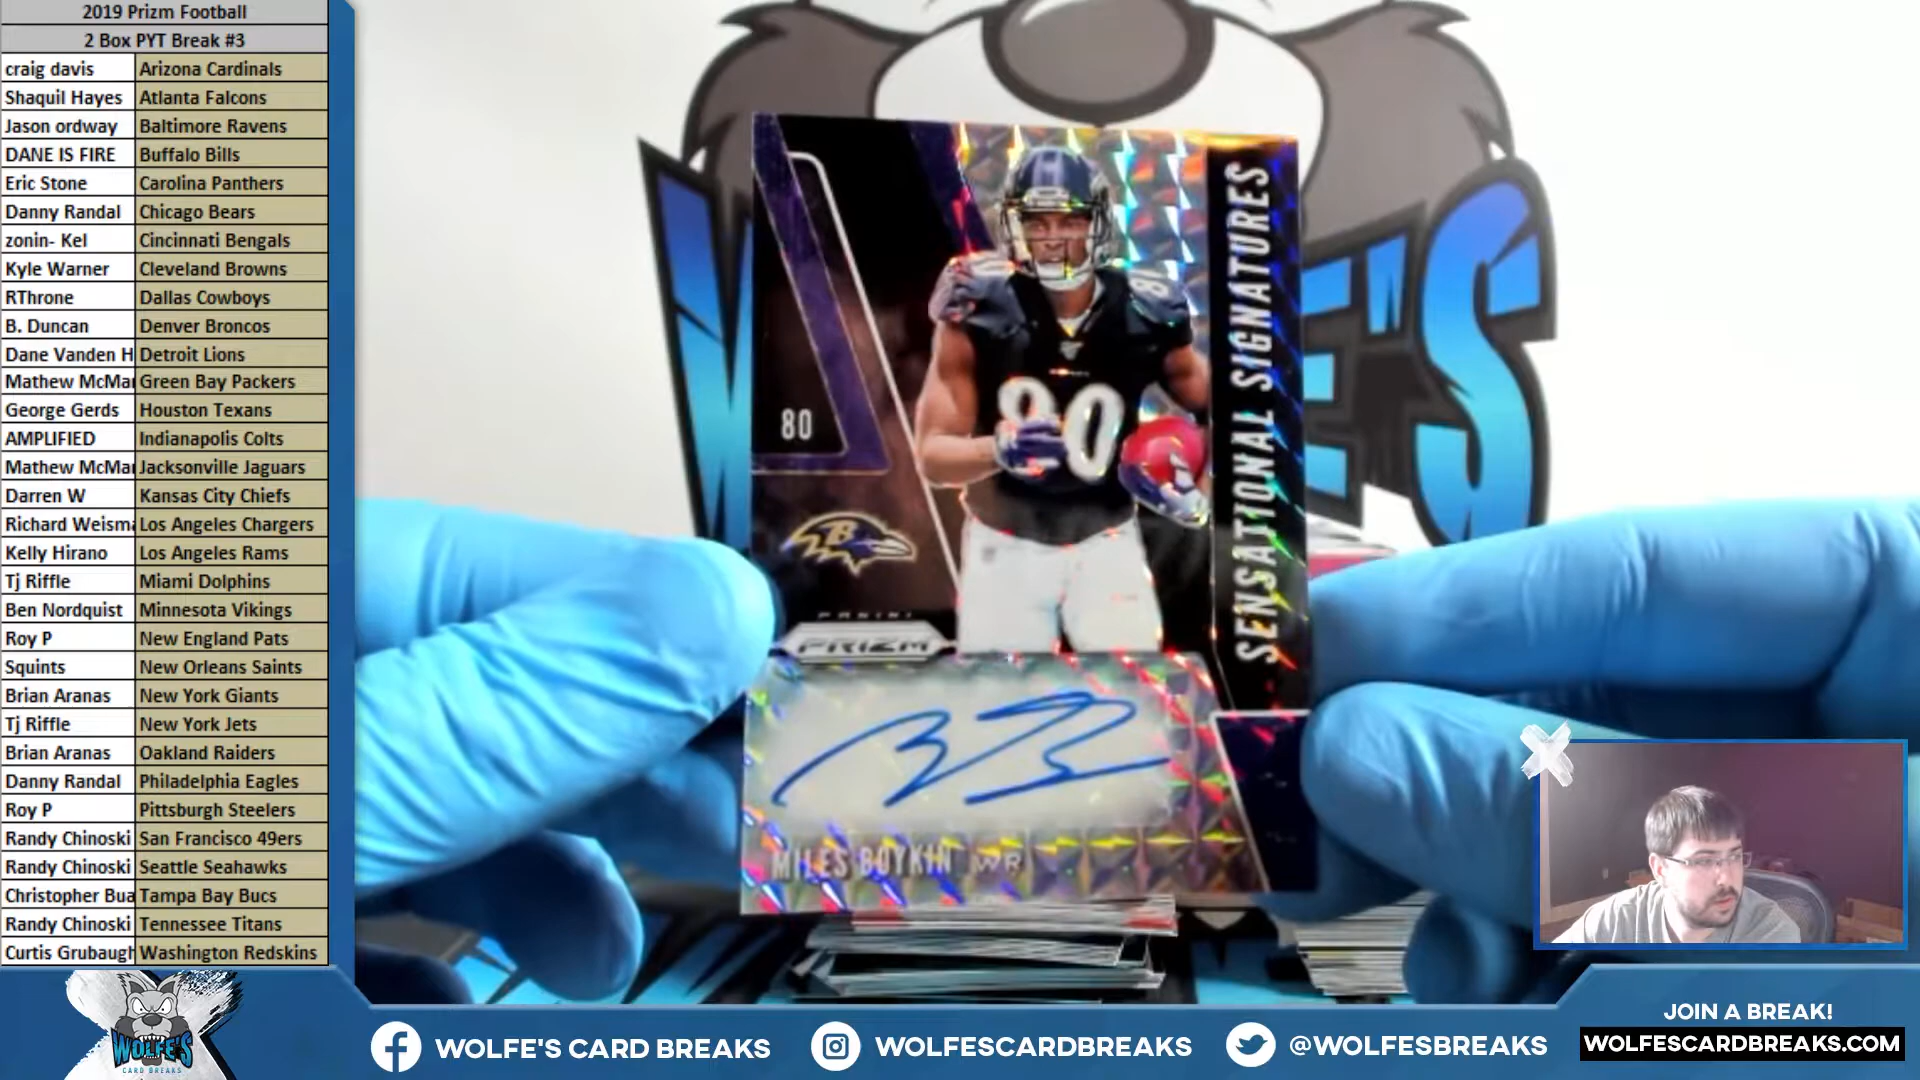 2019 Prizm Football
2 Box PYT Break #3
craig davis Arizona Cardinals
Shaquil Hayes Atlanta Falcons
Jason ordway Baltimore Ravens
DANE IS FIRE Buffalo Bills
Eric Stone Carolina Panthers
Danny Randal Chicago Bears
zonin- Kel Cincinnati Bengals
Kyle Warner Cleveland Browns
RThrone Dallas Cowboys
B. Duncan Denver Broncos
Dane Vanden H Detroit Lions
Mathew McMa Green Bay Packers
George Gerds Houston Texans
AMPLIFIED Indianapolis Colts
Mathew McMa Jacksonville Jaguars
Darren W Kansas City Chiefs
Richard Weisma Los Angeles Chargers
Kelly Hirano Los Angeles Rams
Tj Riffle Miami Dolphins
Ben Nordquist Minnesota Vikings
Roy P New England Pats
Squints New Orleans Saints
Brian Aranas New York Giants
Tj Riffle New York Jets
Brian Aranas Oakland Raiders
Danny Randal Philadelphia Eagles
Roy P Pittsburgh Steelers
Randy Chinoski San Francisco 49ers
Randy Chinoski Seattle Seahawks
Christopher Bua Tampa Bay Bucs
Randy Chinoski Tennessee Titans
Curtis Grubaugh Washington Redskins
WOLFE'S
CARD BREAKS
WOLFE'S
80
80
80
B
PANINI
PRIZM
SENSATIONAL SIGNATURES
MILES BOYKIN WR
WOLFE'S CARD BREAKS
WOLFESCARDBREAKS
@WOLFESBREAKS
JOIN A BREAK!
WOLFESCARDBREAKS.COM